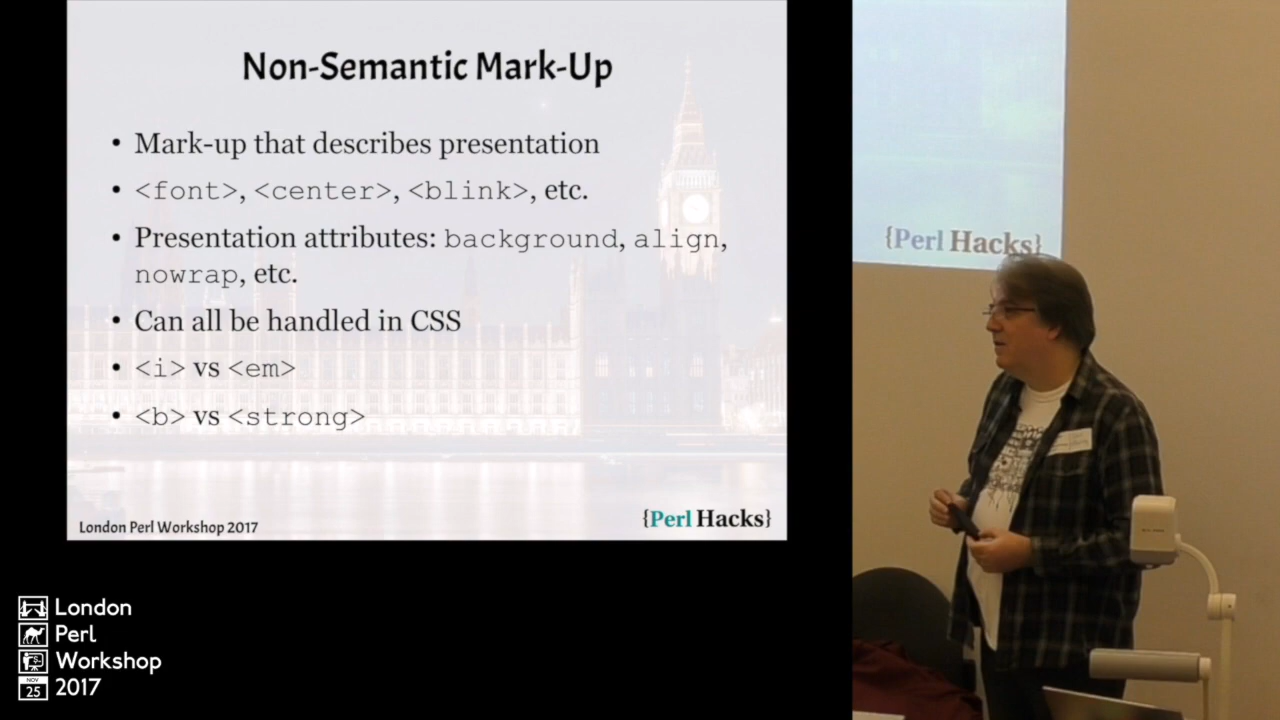 Non-Semantic Mark-Up
• Mark-up that describes presentation
• <font>, <center>, <blink>, etc.
• Presentation attributes: background, align,
nowrap, etc.
• Can all be handled in CSS
• <i> vs <em>
• <b> vs <strong>
London Perl Workshop 2017
{Perl Hacks}
{Perl Hacks}
London
Perl
Workshop
NOV
25
2017